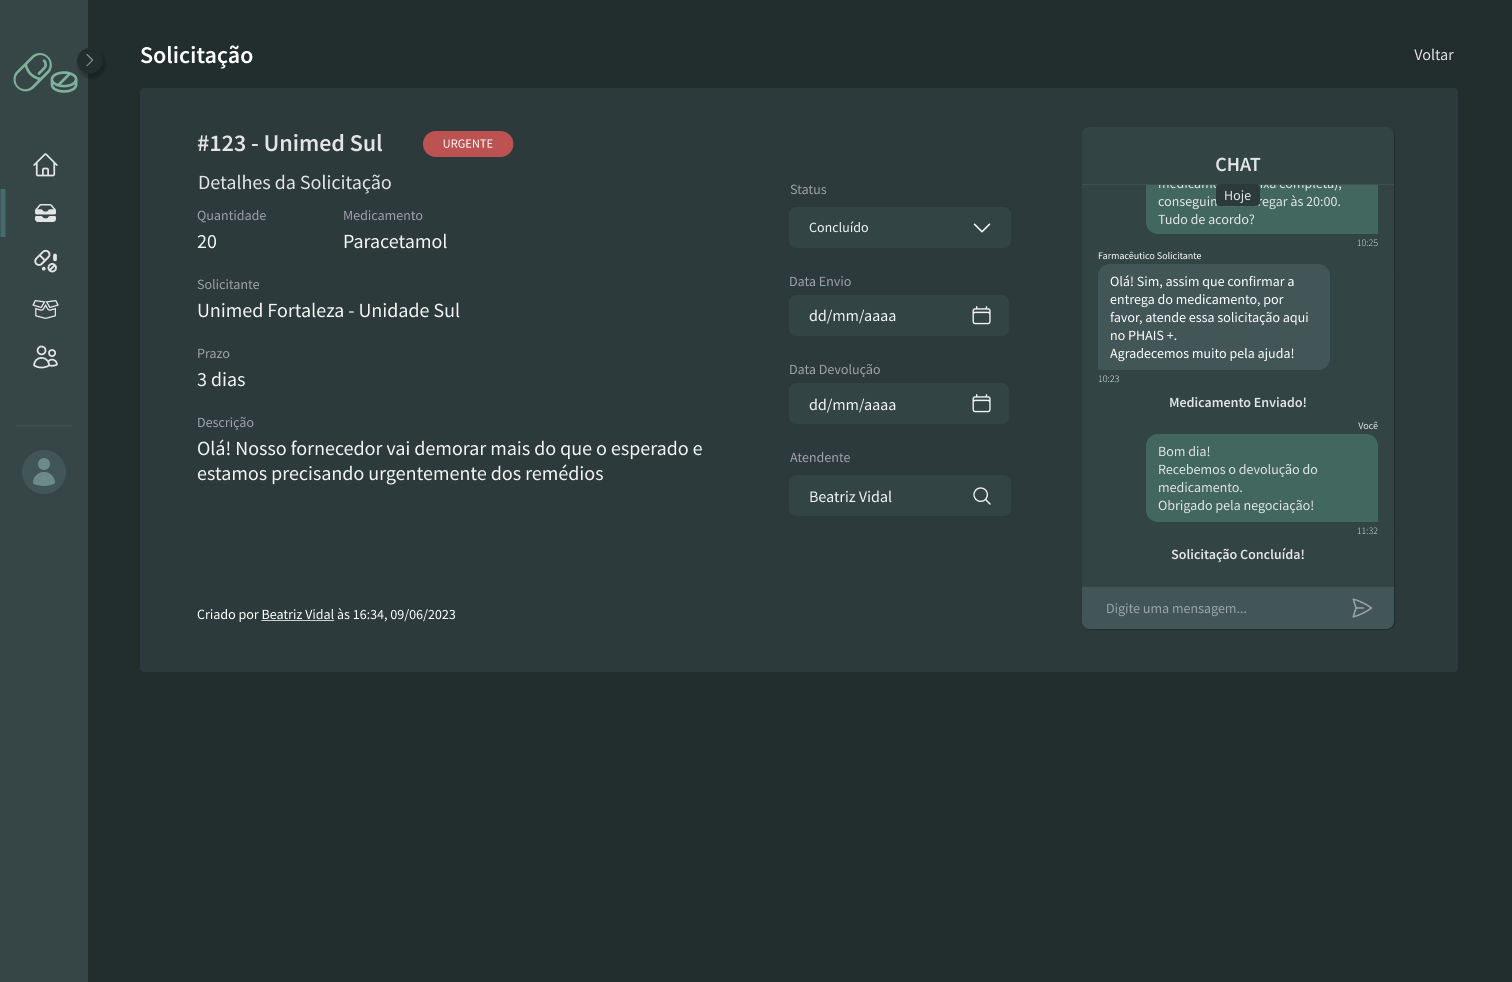 Solicitação
Voltar
#123 - Unimed Sul
URGENTE
Detalhes da Solicitação
Quantidade
Medicamento
20
Paracetamol
Solicitante
Unimed Fortaleza - Unidade Sul
Prazo
3 dias
Descrição
Olá! Nosso fornecedor vai demorar mais do que o esperado e
estamos precisando urgentemente dos remédios
Criado por Beatriz Vidal às 16:34, 09/06/2023
Status
Concluído
Data Envio
dd/mm/aaaa
Data Devolução
dd/mm/aaaa
Atendente
Beatriz Vidal
CHAT
Hoje
completa),
às 20:00.
Tudo de acordo?
10:25
Farmacêutico Solicitante
Olá! Sim, assim que confirmar a
entrega do medicamento, por
favor, atende essa solicitação aqui
no PHAIS +.
Agradecemos muito pela ajuda!
10:23
Medicamento Enviado!
Você
Bom dia!
Recebemos o devolução do
medicamento.
Obrigado pela negociação!
11:32
Solicitação Concluída!
Digite uma mensagem...